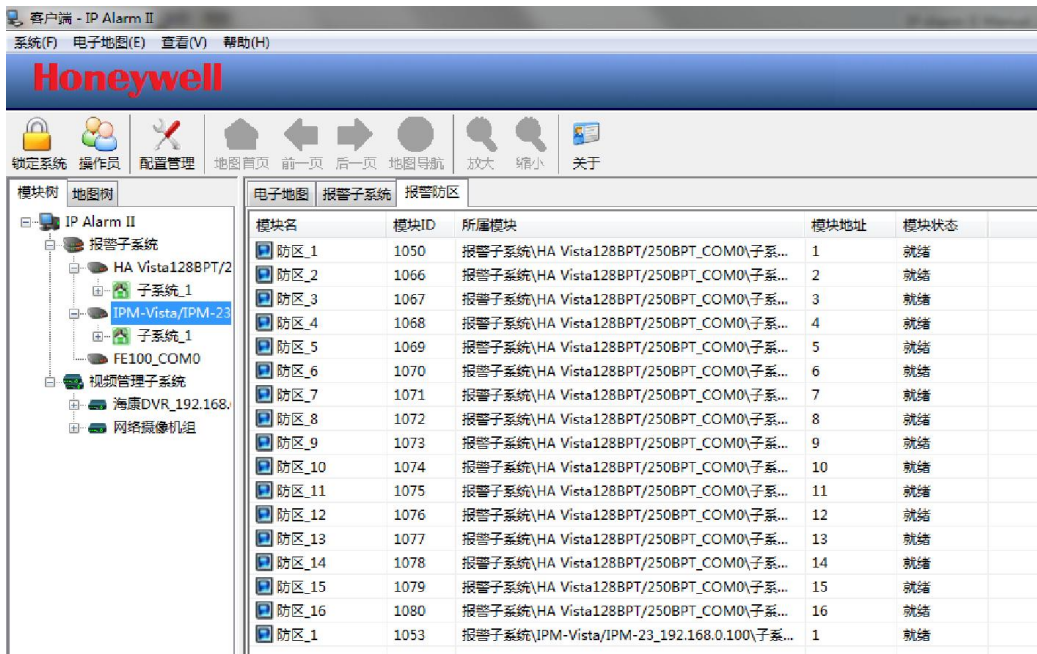 客户端 - IP Alarm II
系统(F) 电子地图(E) 查看(V) 帮助(H)
Honeywell
锁定系统 操作员 配置管理 地图首页 前一页 后一页 地图导航 放大 缩小 关于
模块树 地图树 电子地图 报警子系统 报警防区
IP Alarm II
报警子系统
HA Vista128BPT/2
子系统_1
IPM-Vista/IPM-23
子系统_1
FE100_COM0
视频管理子系统
海康DVR_192.168.
网络摄像机组
模块名 模块ID 所属模块 模块地址 模块状态
防区_1 1050 报警子系统\HA Vista128BPT/250BPT_COM0\子系... 1 就绪
防区_2 1066 报警子系统\HA Vista128BPT/250BPT_COM0\子系... 2 就绪
防区_3 1067 报警子系统\HA Vista128BPT/250BPT_COM0\子系... 3 就绪
防区_4 1068 报警子系统\HA Vista128BPT/250BPT_COM0\子系... 4 就绪
防区_5 1069 报警子系统\HA Vista128BPT/250BPT_COM0\子系... 5 就绪
防区_6 1070 报警子系统\HA Vista128BPT/250BPT_COM0\子系... 6 就绪
防区_7 1071 报警子系统\HA Vista128BPT/250BPT_COM0\子系... 7 就绪
防区_8 1072 报警子系统\HA Vista128BPT/250BPT_COM0\子系... 8 就绪
防区_9 1073 报警子系统\HA Vista128BPT/250BPT_COM0\子系... 9 就绪
防区_10 1074 报警子系统\HA Vista128BPT/250BPT_COM0\子系... 10 就绪
防区_11 1075 报警子系统\HA Vista128BPT/250BPT_COM0\子系... 11 就绪
防区_12 1076 报警子系统\HA Vista128BPT/250BPT_COM0\子系... 12 就绪
防区_13 1077 报警子系统\HA Vista128BPT/250BPT_COM0\子系... 13 就绪
防区_14 1078 报警子系统\HA Vista128BPT/250BPT_COM0\子系... 14 就绪
防区_15 1079 报警子系统\HA Vista128BPT/250BPT_COM0\子系... 15 就绪
防区_16 1080 报警子系统\HA Vista128BPT/250BPT_COM0\子系... 16 就绪
防区_1 1053 报警子系统\IPM-Vista/IPM-23_192.168.0.100\子系... 1 就绪